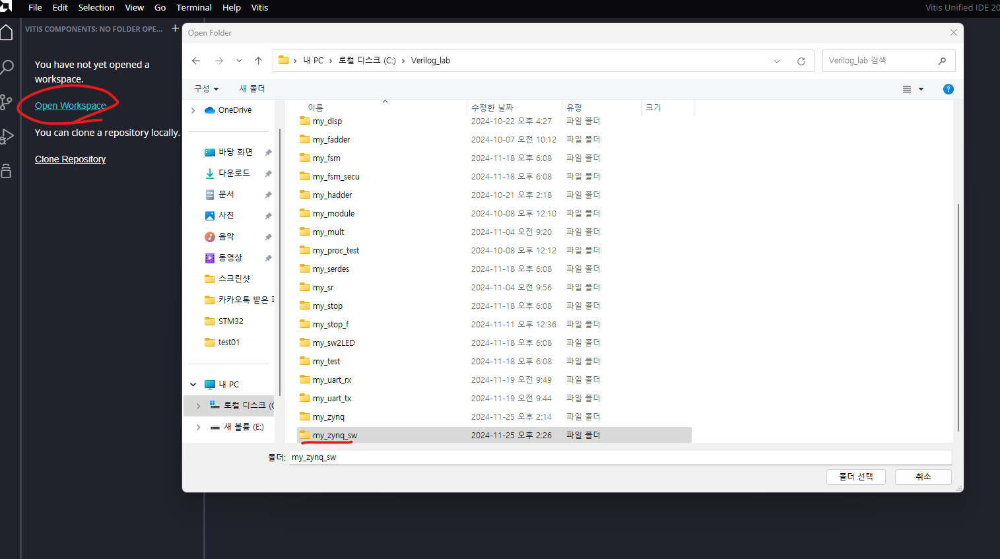 File Edit Selection View Go Terminal Help Vitis
Vitis Unified IDE 20
VITIS COMPONENTS: NO FOLDER OPE...
You have not yet opened a
workspace.
Open Workspace
You can clone a repository locally.
Clone Repository
Open Folder
내 PC > 로컬 디스크 (C:) > Verilog_lab
Verilog_lab 검색
구성 새 폴더
OneDrive
바탕 화면
다운로드
문서
사진
음악
동영상
스크린샷
카카오톡 받은
STM32
test01
내 PC
로컬 디스크 (C
새 볼륨 (E:)
이름 수정한 날짜 유형 크기
my_disp 2024-10-22 오후 4:27 파일 폴더
my_fadder 2024-10-07 오전 10:12 파일 폴더
my_fsm 2024-11-18 오후 6:08 파일 폴더
my_fsm_secu 2024-11-18 오후 6:08 파일 폴더
my_hadder 2024-10-21 오후 2:18 파일 폴더
my_module 2024-10-08 오후 12:10 파일 폴더
my_mult 2024-11-04 오전 9:20 파일 폴더
my_proc_test 2024-10-08 오후 12:12 파일 폴더
my_serdes 2024-11-18 오후 6:08 파일 폴더
my_sr 2024-11-04 오전 9:56 파일 폴더
my_stop 2024-11-18 오후 6:08 파일 폴더
my_stop_f 2024-11-11 오후 12:36 파일 폴더
my_sw2LED 2024-11-18 오후 6:08 파일 폴더
my_test 2024-11-18 오후 6:08 파일 폴더
my_uart_rx 2024-11-19 오전 9:49 파일 폴더
my_uart_tx 2024-11-19 오전 9:44 파일 폴더
my_zynq 2024-11-25 오후 2:14 파일 폴더
my_zynq_sw 2024-11-25 오후 2:26 파일 폴더
폴더: my_zynq_sw
폴더 선택 취소